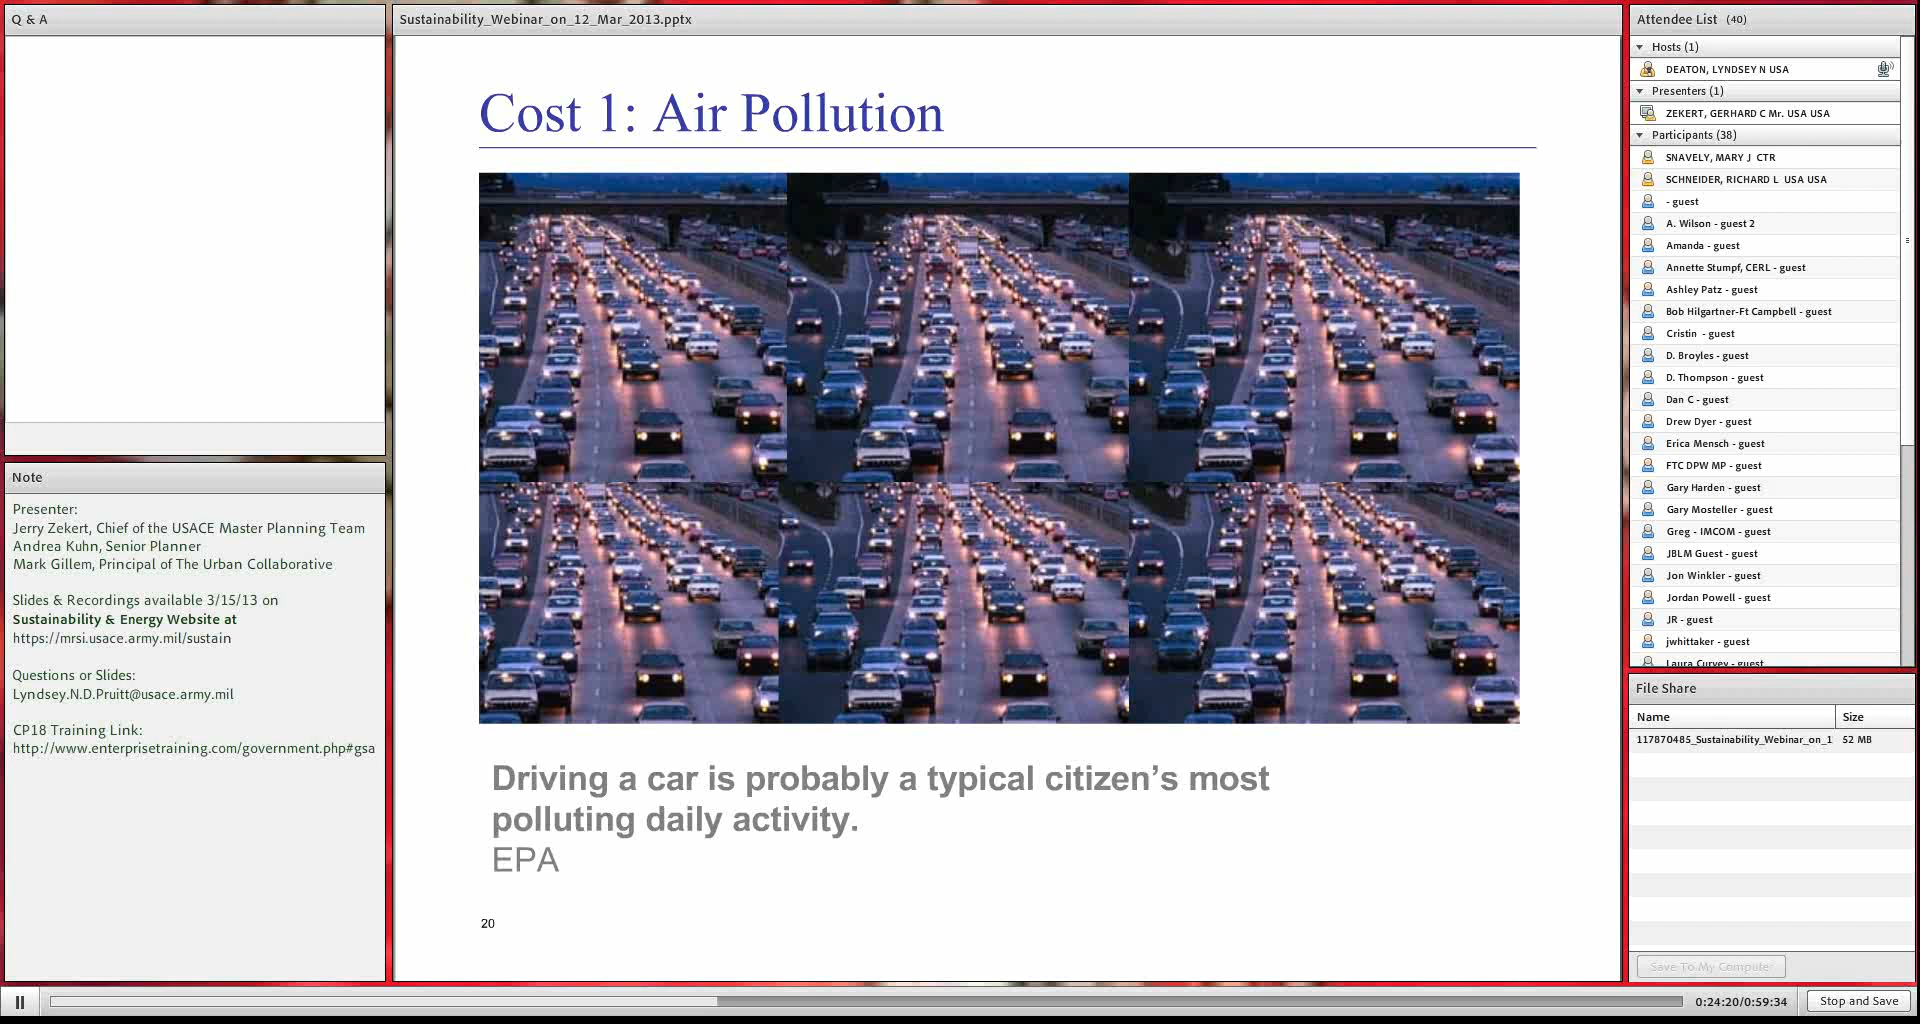 Q & A
Sustainability_Webinar_on_12_Mar_2013.pptx
Attendee List (40)
Hosts (1)
DEATON, LYNDSEY N USA
Presenters (1)
ZEKERT, GERHARD C Mr. USA USA
Participants (38)
SNAVELY, MARY J CTR
SCHNEIDER, RICHARD L USA USA
- guest
A. Wilson - guest 2
Amanda - guest
Annette Stumpf, CERL - guest
Ashley Patz - guest
Bob Hilgartner-Ft Campbell - guest
Cristin - guest
D. Broyles - guest
D. Thompson - guest
Dan C - guest
Drew Dyer - guest
Erica Mensch - guest
FTC DPW MP - guest
Gary Harden - guest
Gary Mosteller - guest
Greg - IMCOM - guest
JBLM Guest - guest
Jon Winkler - guest
Jordan Powell - guest
JR - guest
jwhittaker - guest
Laura Curvey - guest
Cost 1: Air Pollution
Driving a car is probably a typical citizen’s most
polluting daily activity.
EPA
20
Note
Presenter:
Jerry Zekert, Chief of the USACE Master Planning Team
Andrea Kuhn, Senior Planner
Mark Gillem, Principal of The Urban Collaborative
Slides & Recordings available 3/15/13 on
Sustainability & Energy Website at
https://mrsi.usace.army.mil/sustain
Questions or Slides:
Lyndsey.N.D.Pruitt@usace.army.mil
CP18 Training Link:
http://www.enterprisetraining.com/government.php#gsa
File Share
Name Size
117870485_Sustainability_Webinar_on_1 52 MB
Save To My Computer
0:24:20/0:59:34
Stop and Save